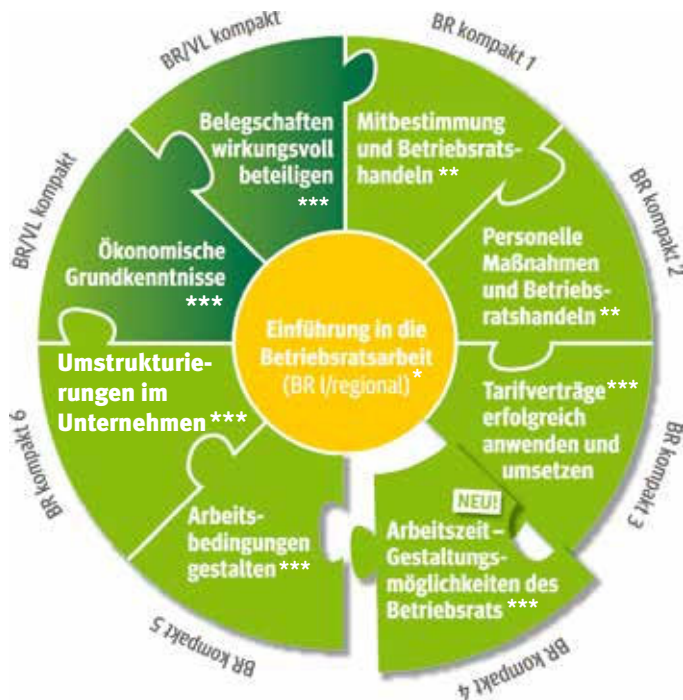 BR/VL kompakt
BR kompakt 1
Belegschaften
wirkungsvoll
beteiligen
***
Mitbestimmung
und Betriebsrats-
handeln **
BR/VL kompakt
BR kompakt 2
Ökonomische
Grundkenntnisse
***
Personelle
Maßnahmen
und Betriebs-
ratshandeln **
Einführung in die
Betriebsratsarbeit
(BR I/regional) *
Umstrukturie-
rungen im
Unternehmen ***
BR kompakt 6
Tarifverträge ***
erfolgreich
anwenden und
umsetzen
BR kompakt 3
Arbeits-
bedingungen
gestalten ***
BR kompakt 5
NEU!
Arbeitszeit –
Gestaltungs-
möglichkeiten des
Betriebsrats ***
BR kompakt 4